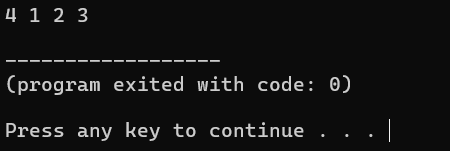 4 1 2 3
------------------
(program exited with code: 0)
Press any key to continue . . .